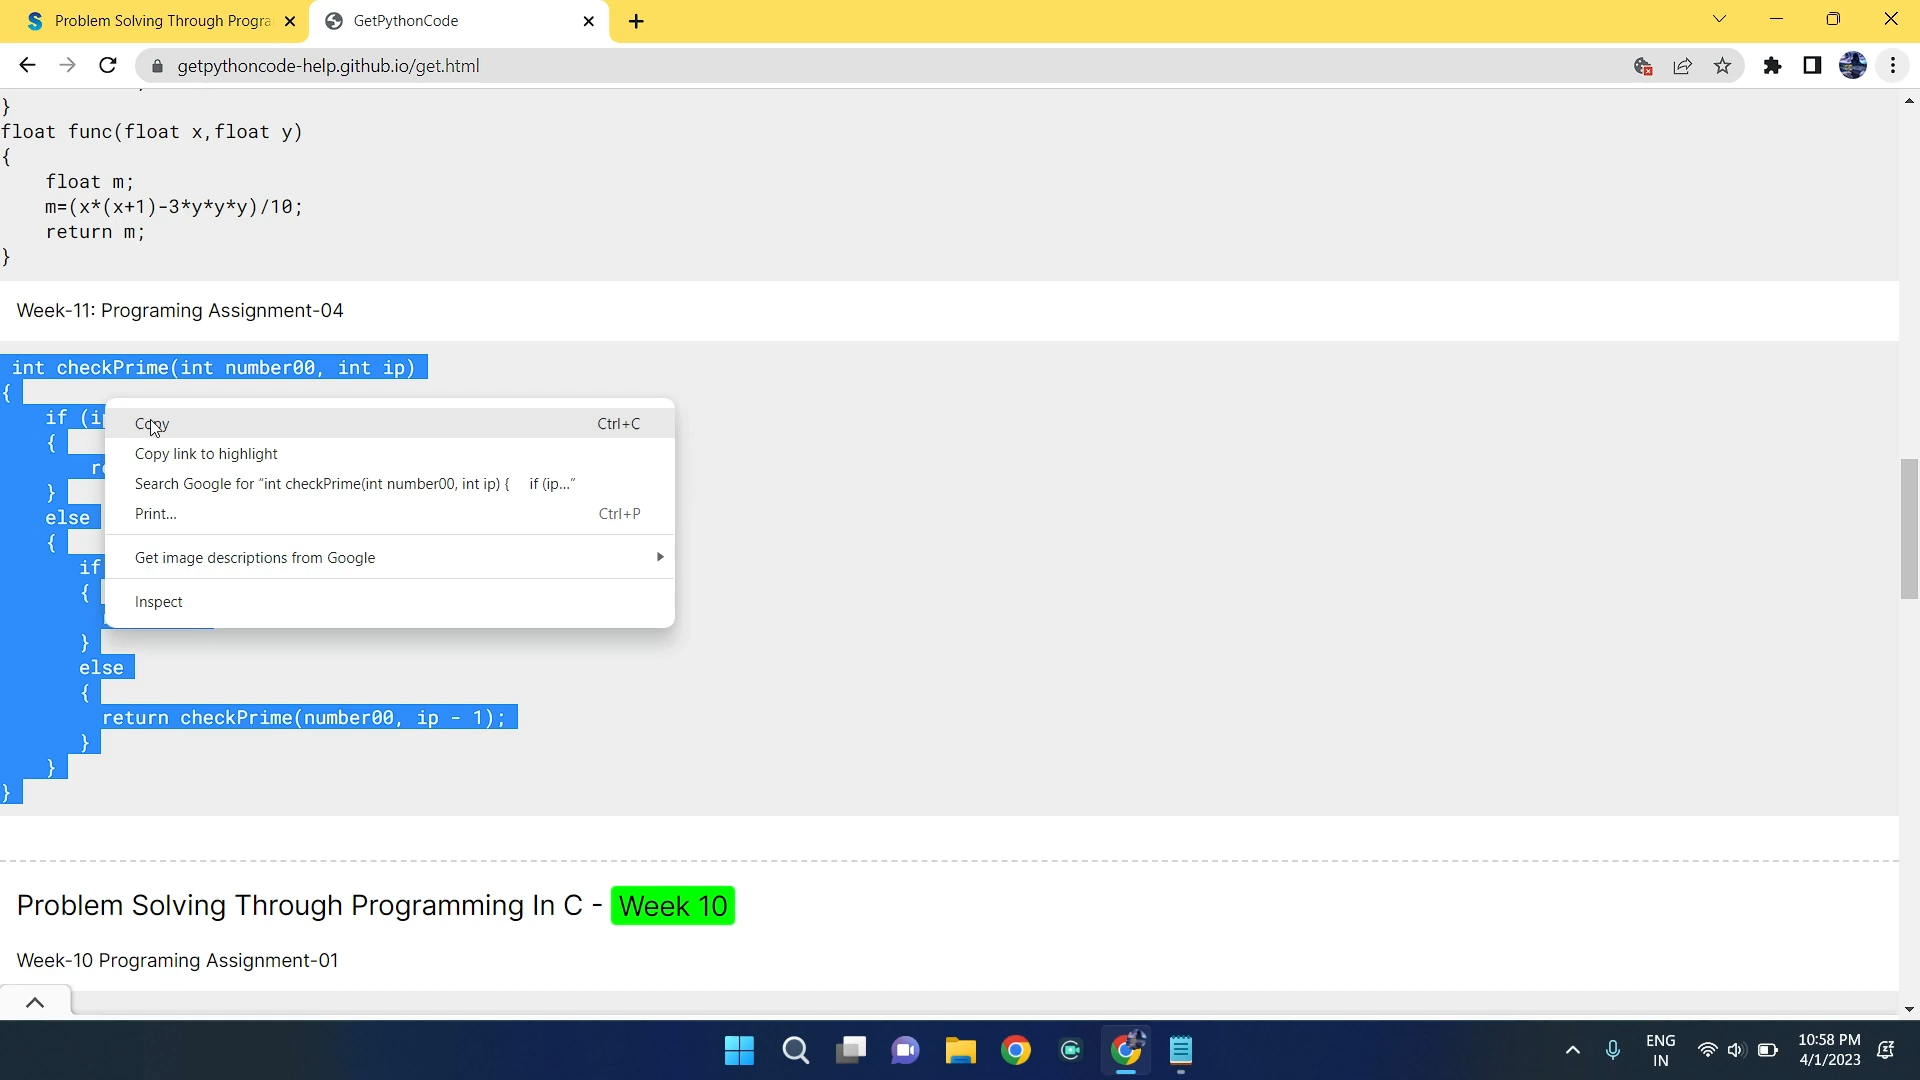 Problem Solving Through Progra
GetPythonCode
getpythoncode-help.github.io/get.html
}
float func(float x,float y)
{
float m;
m=(x*(x+1)-3*y*y*y)/10;
return m;
}
Week-11: Programing Assignment-04
int checkPrime(int number00, int ip)
{
if (ip
{
}
else
{
if
{
}
else
{
return checkPrime(number00, ip - 1);
}
}
}
Copy Ctrl+C
Copy link to highlight
Search Google for "int checkPrime(int number00, int ip) { if (ip..."
Print... Ctrl+P
Get image descriptions from Google
Inspect
Problem Solving Through Programming In C - Week 10
Week-10 Programing Assignment-01
ENG
IN
10:58 PM
4/1/2023